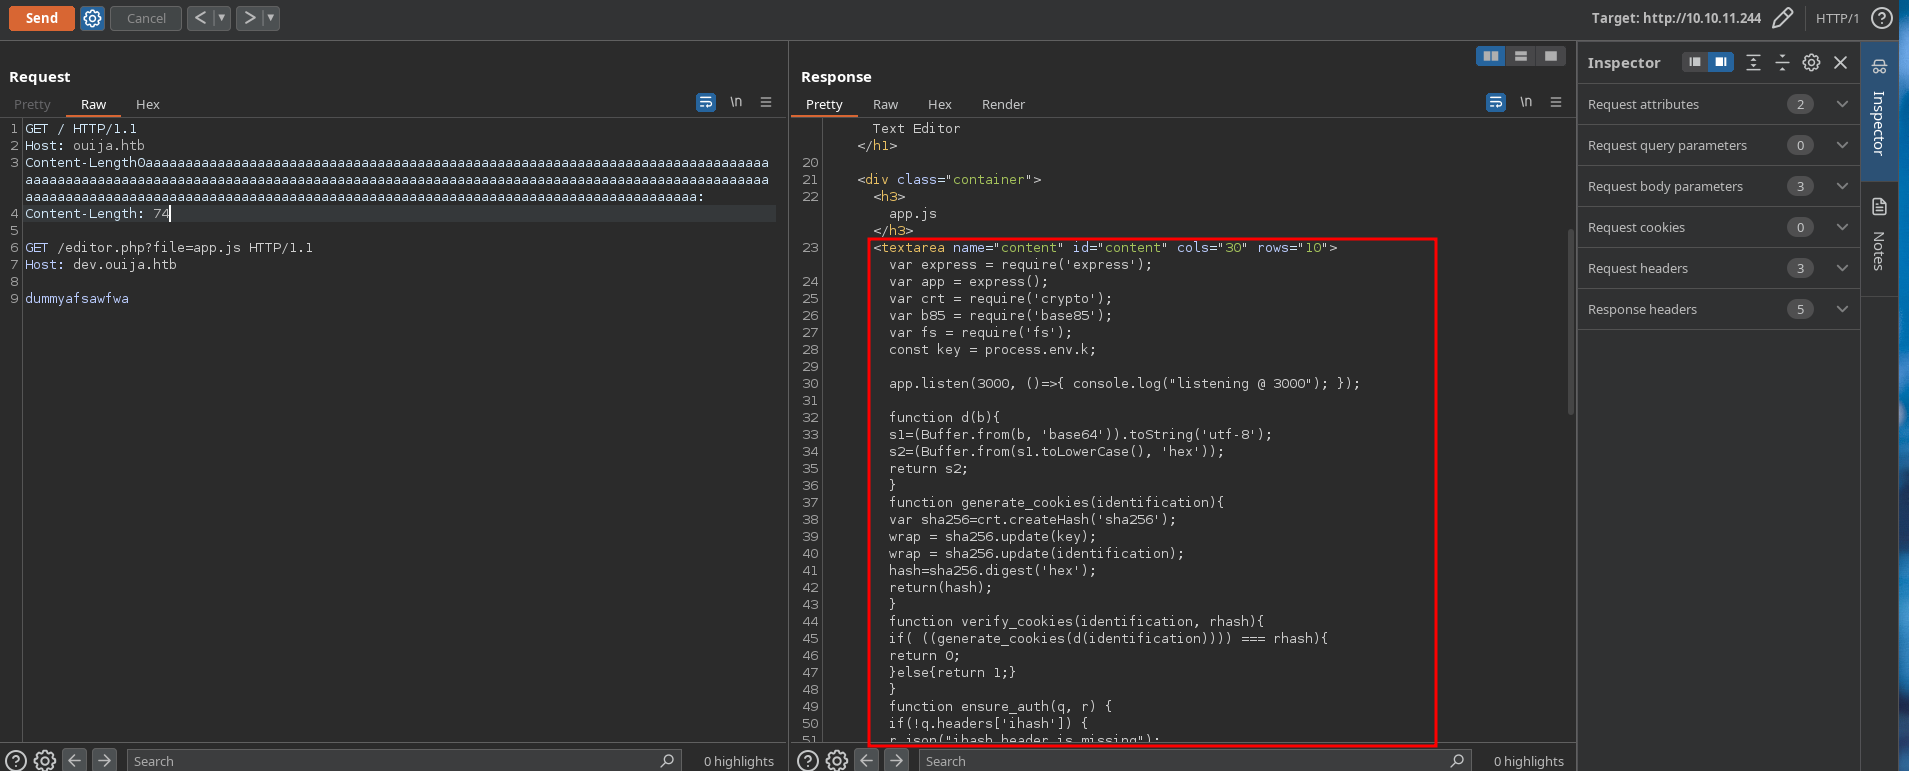 Send
Cancel
Target: http://10.10.11.244
HTTP/1
Request
Pretty
Raw
Hex
\n
1 GET / HTTP/1.1
2 Host: ouija.htb
4 Content-Length: 74
5
6 GET /editor.php?file=app.js HTTP/1.1
7 Host: dev.ouija.htb
8
9 dummyafsawfwa
Search
0 highlights
Response
Pretty
Raw
Hex
Render
\n
Text Editor
</h1>
20
21 <div class="container">
22 <h3>
app.js
</h3>
23 <textarea name="content" id="content" cols="30" rows="10">
var express = require('express');
24 var app = express();
25 var crt = require('crypto');
26 var b85 = require('base85');
27 var fs = require('fs');
28 const key = process.env.k;
29
30 app.listen(3000, ()=>{ console.log("listening @ 3000"); });
31
32 function d(b){
33 s1=(Buffer.from(b, 'base64')).toString('utf-8');
34 s2=(Buffer.from(s1.toLowerCase(), 'hex'));
35 return s2;
36 }
37 function generate_cookies(identification){
38 var sha256=crt.createHash('sha256');
39 wrap = sha256.update(key);
40 wrap = sha256.update(identification);
41 hash=sha256.digest('hex');
42 return(hash);
43 }
44 function verify_cookies(identification, rhash){
45 if( ((generate_cookies(d(identification)))) === rhash){
46 return 0;
47 }else{return 1;}
48 }
49 function ensure_auth(q, r) {
50 if(!q.headers['ihash']) {
51 r.json("ihash header is missing");
Search
0 highlights
Inspector
Request attributes 2
Request query parameters 0
Request body parameters 3
Request cookies 0
Request headers 3
Response headers 5
Inspector
Notes